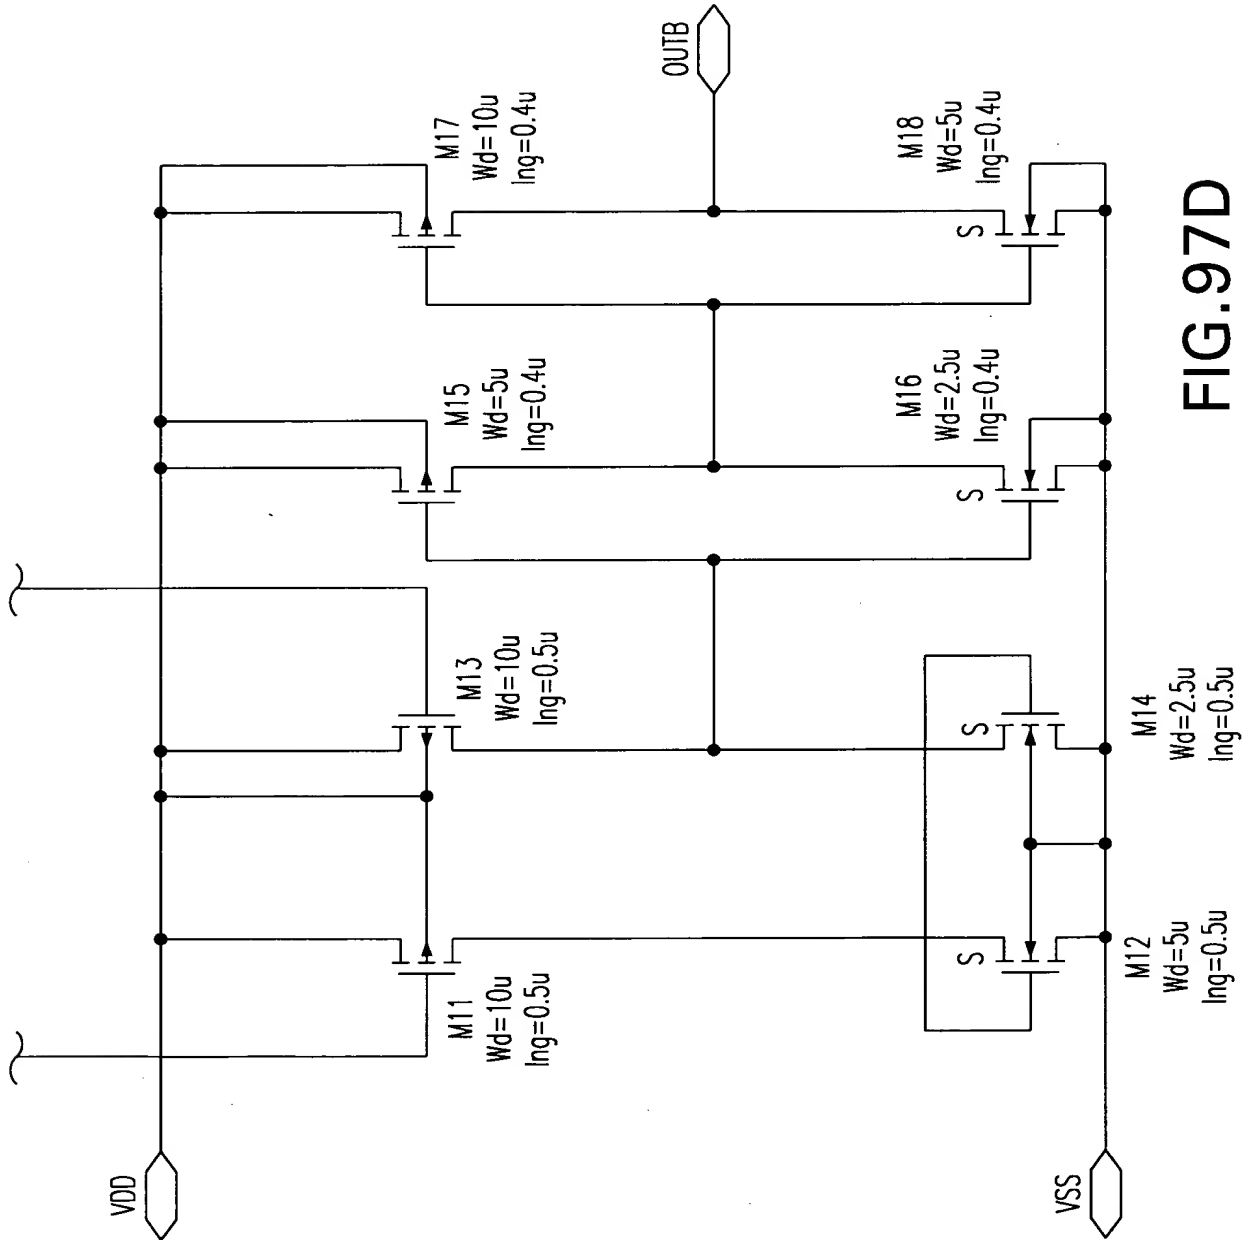 VDD
M11
Wd=10u
lng=0.5u
M13
Wd=10u
lng=0.5u
M15
Wd=5u
lng=0.4u
M17
Wd=10u
lng=0.4u
OUTB
S
M12
Wd=5u
lng=0.5u
S
M14
Wd=2.5u
lng=0.5u
S
M16
Wd=2.5u
lng=0.4u
S
M18
Wd=5u
lng=0.4u
VSS
FIG.97D